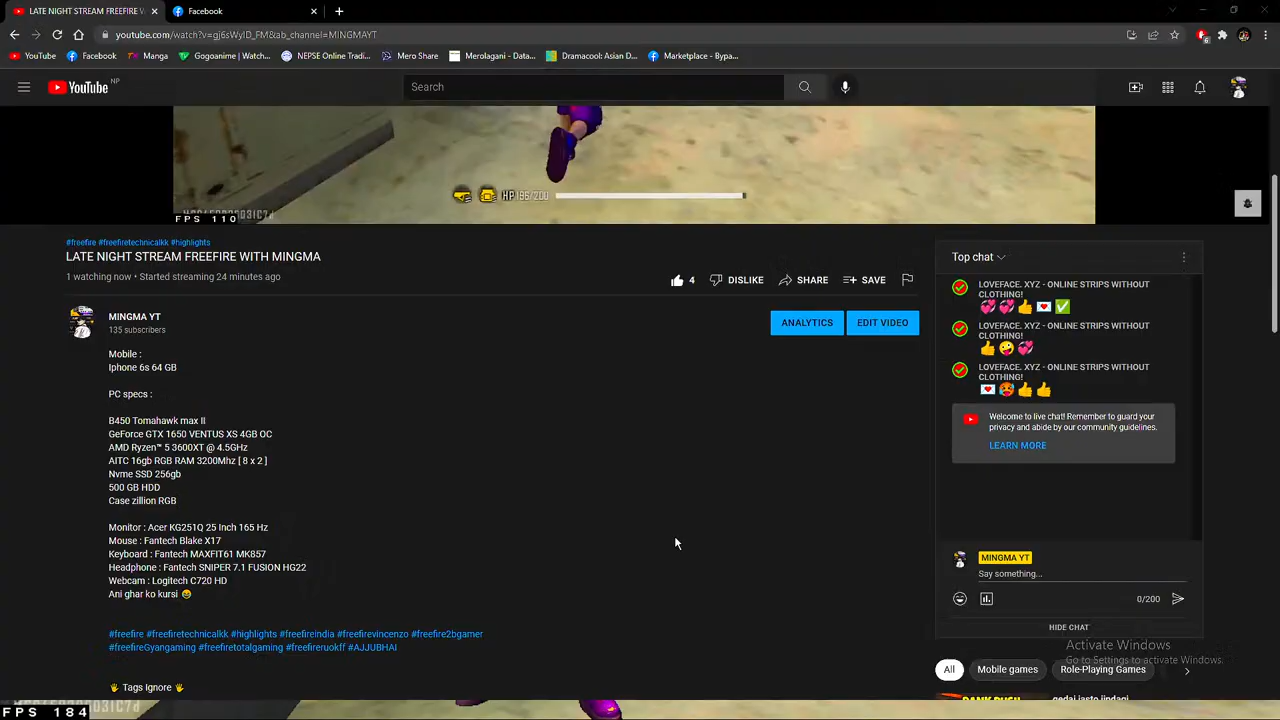 LATE NIGHT STREAM FREEFIRE W
Facebook
youtube.com/watch?v=gj6sWyID_FM&ab_channel=MINGMAYT
YouTube
Facebook
Manga
Gogoanime | Watch...
NEPSE Online Tradi...
Mero Share
Merolagani - Data...
Dramacool: Asian D...
Marketplace - Bypa...
YouTube NP
Search
HP 186/200
FPS 110
#freefire #freefiretechnicalkk #highlights
LATE NIGHT STREAM FREEFIRE WITH MINGMA
1 watching now • Started streaming 24 minutes ago
4
DISLIKE
SHARE
SAVE
MINGMA YT
135 subscribers
ANALYTICS
EDIT VIDEO
Mobile :
Iphone 6s 64 GB
PC specs :
B450 Tomahawk max II
GeForce GTX 1650 VENTUS XS 4GB OC
AMD Ryzen™ 5 3600XT @ 4.5GHz
AITC 16gb RGB RAM 3200Mhz [ 8 x 2 ]
Nvme SSD 256gb
500 GB HDD
Case zillion RGB
Monitor : Acer KG251Q 25 Inch 165 Hz
Mouse : Fantech Blake X17
Keyboard : Fantech MAXFIT61 MK857
Headphone : Fantech SNIPER 7.1 FUSION HG22
Webcam : Logitech C720 HD
Ani ghar ko kursi 😂
#freefire #freefiretechnicalkk #highlights #freefireindia #freefirevincenzo #freefire2bgamer
#freefireGyangaming #freefiretotalgaming #freefireruokff #AJJUBHAI
🖐 Tags Ignore 🖐
Top chat
LOVEFACE. XYZ - ONLINE STRIPS WITHOUT
CLOTHING!
💞💞👍💌✅
LOVEFACE. XYZ - ONLINE STRIPS WITHOUT
CLOTHING!
👍🤪💞
LOVEFACE. XYZ - ONLINE STRIPS WITHOUT
CLOTHING!
💌🥵👍👍
Welcome to live chat! Remember to guard your
privacy and abide by our community guidelines.
LEARN MORE
MINGMA YT
Say something...
0/200
HIDE CHAT
Activate Windows
Go to Settings to activate Windows.
All
Mobile games
Role-Playing Games
gedai jasto jindagi
FPS 184